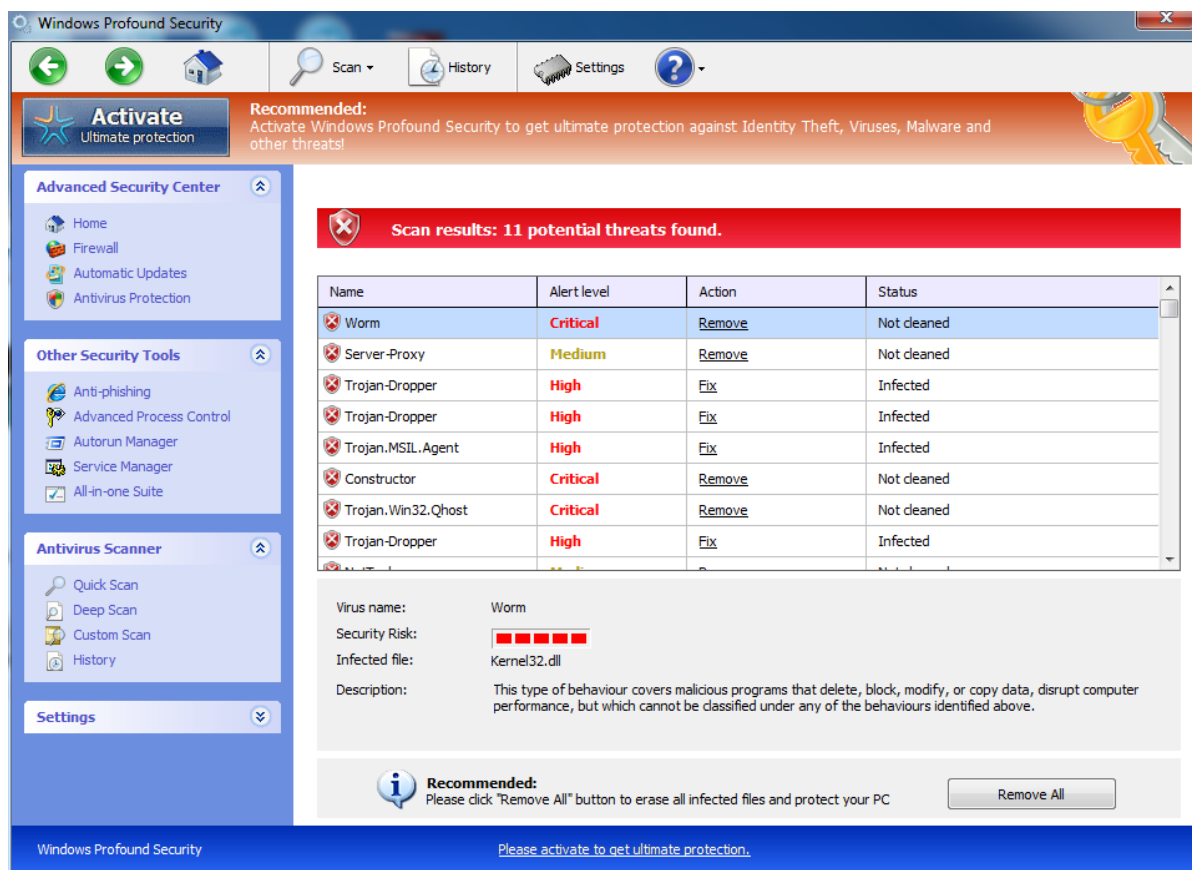 Windows Profound Security
Scan
History
Settings
Activate
Ultimate protection
Recommended:
Activate Windows Profound Security to get ultimate protection against Identity Theft, Viruses, Malware and
other threats!
Advanced Security Center
Home
Firewall
Automatic Updates
Antivirus Protection
Other Security Tools
Anti-phishing
Advanced Process Control
Autorun Manager
Service Manager
All-in-one Suite
Antivirus Scanner
Quick Scan
Deep Scan
Custom Scan
History
Settings
Scan results: 11 potential threats found.
Name Alert level Action Status
Worm Critical Remove Not cleaned
Server-Proxy Medium Remove Not cleaned
Trojan-Dropper High Fix Infected
Trojan-Dropper High Fix Infected
Trojan.MSIL.Agent High Fix Infected
Constructor Critical Remove Not cleaned
Trojan.Win32.Qhost Critical Remove Not cleaned
Trojan-Dropper High Fix Infected
Virus name: Worm
Security Risk:
Infected file: Kernel32.dll
Description: This type of behaviour covers malicious programs that delete, block, modify, or copy data, disrupt computer
performance, but which cannot be classified under any of the behaviours identified above.
Recommended:
Please click "Remove All" button to erase all infected files and protect your PC
Remove All
Windows Profound Security
Please activate to get ultimate protection.